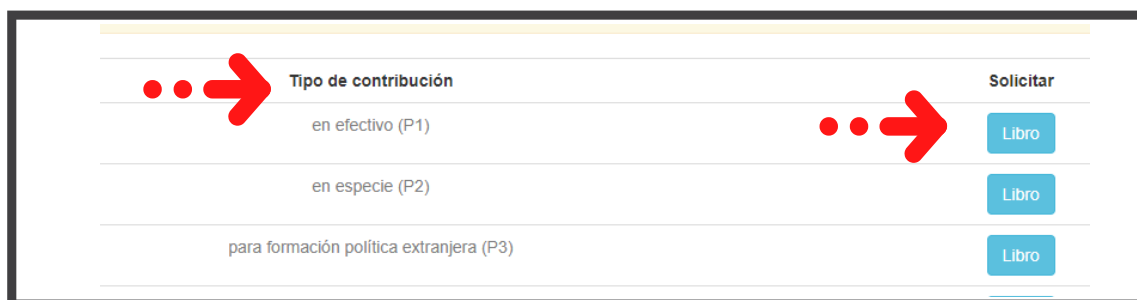 Tipo de contribución Solicitar
en efectivo (P1) Libro
en especie (P2) Libro
para formación política extranjera (P3) Libro